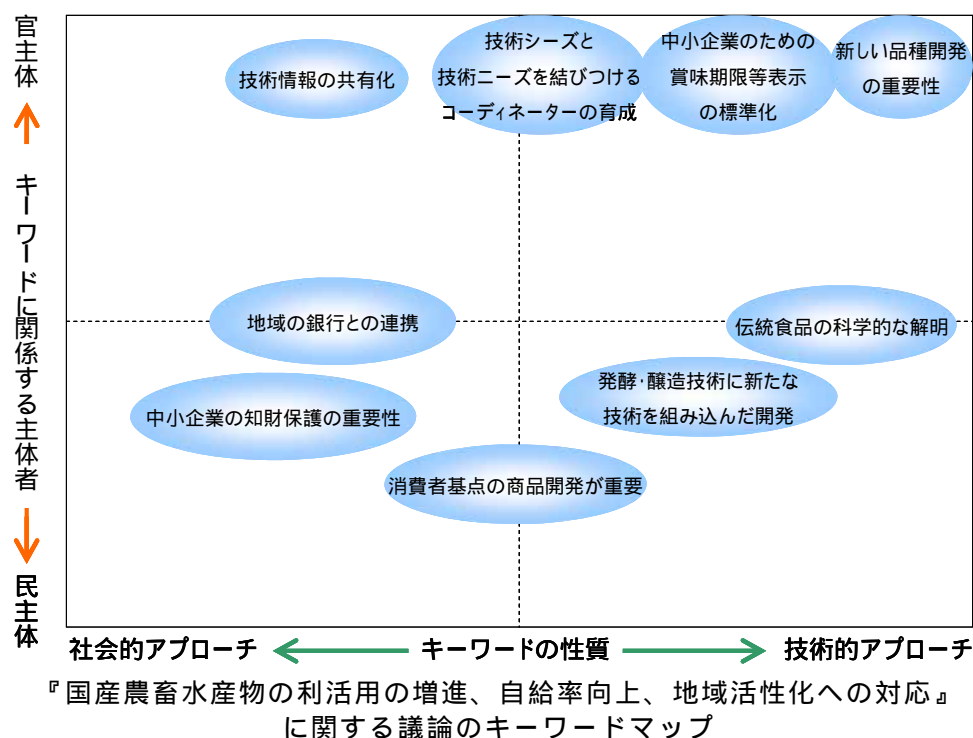 官主体
キーワードに関係する主体者
民主体
技術情報の共有化
技術シーズと
技術ニーズを結びつける
コーディネーターの育成
中小企業のための
賞味期限等表示
の標準化
新しい品種開発
の重要性
地域の銀行との連携
伝統食品の科学的な解明
発酵・醸造技術に新たな
技術を組み込んだ開発
中小企業の知財保護の重要性
消費者基点の商品開発が重要
社会的アプローチ
キーワードの性質
技術的アプローチ
『国産農畜水産物の利活用の増進、自給率向上、地域活性化への対応』
に関する議論のキーワードマップ